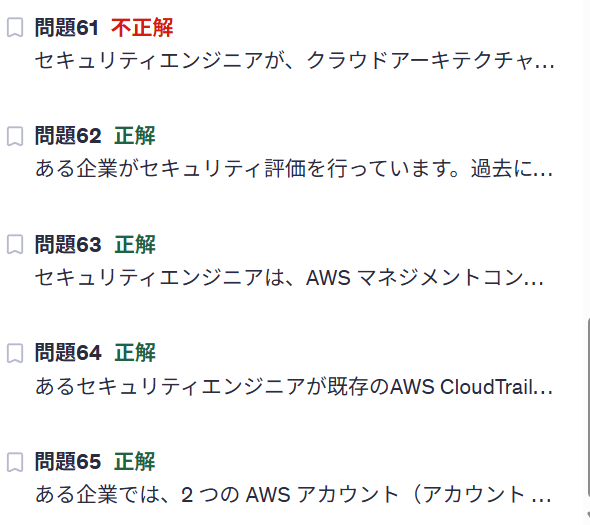 問題61 不正解
セキュリティエンジニアが、クラウドアーキテクチャ...
問題62 正解
ある企業がセキュリティ評価を行っています。過去に...
問題63 正解
セキュリティエンジニアは、AWS マネジメントコン...
問題64 正解
あるセキュリティエンジニアが既存のAWS CloudTrail...
問題65 正解
ある企業では、2 つの AWS アカウント（アカウント ...